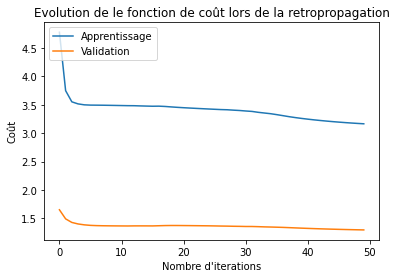 Evolution de le fonction de coût lors de la retropropagation
Apprentissage
Validation
4.5
4.0
3.5
3.0
2.5
2.0
1.5
Coût
0 10 20 30 40 50
Nombre d'iterations